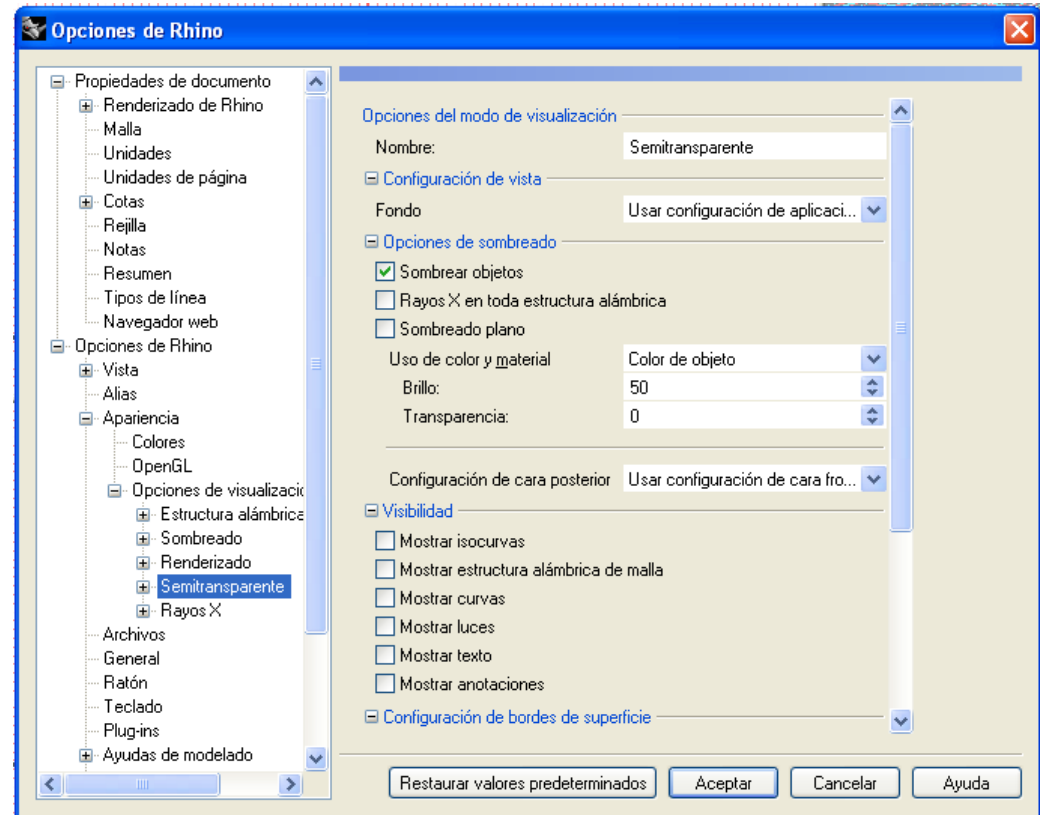 Opciones de Rhino
Propiedades de documento
Renderizado de Rhino
Malla
Unidades
Unidades de página
Cotas
Rejilla
Notas
Resumen
Tipos de línea
Navegador web
Opciones de Rhino
Vista
Alias
Apariencia
Colores
OpenGL
Opciones de visualizació
Estructura alámbrica
Sombreado
Renderizado
Semitransparente
Rayos X
Archivos
General
Ratón
Teclado
Plug-ins
Ayudas de modelado
Opciones del modo de visualización
Nombre: Semitransparente
Configuración de vista
Fondo Usar configuración de aplicaci...
Opciones de sombreado
Sombrear objetos
Rayos X en toda estructura alámbrica
Sombreado plano
Uso de color y material Color de objeto
Brillo: 50
Transparencia: 0
Configuración de cara posterior Usar configuración de cara fro...
Visibilidad
Mostrar isocurvas
Mostrar estructura alámbrica de malla
Mostrar curvas
Mostrar luces
Mostrar texto
Mostrar anotaciones
Configuración de bordes de superficie
Restaurar valores predeterminados Aceptar Cancelar Ayuda